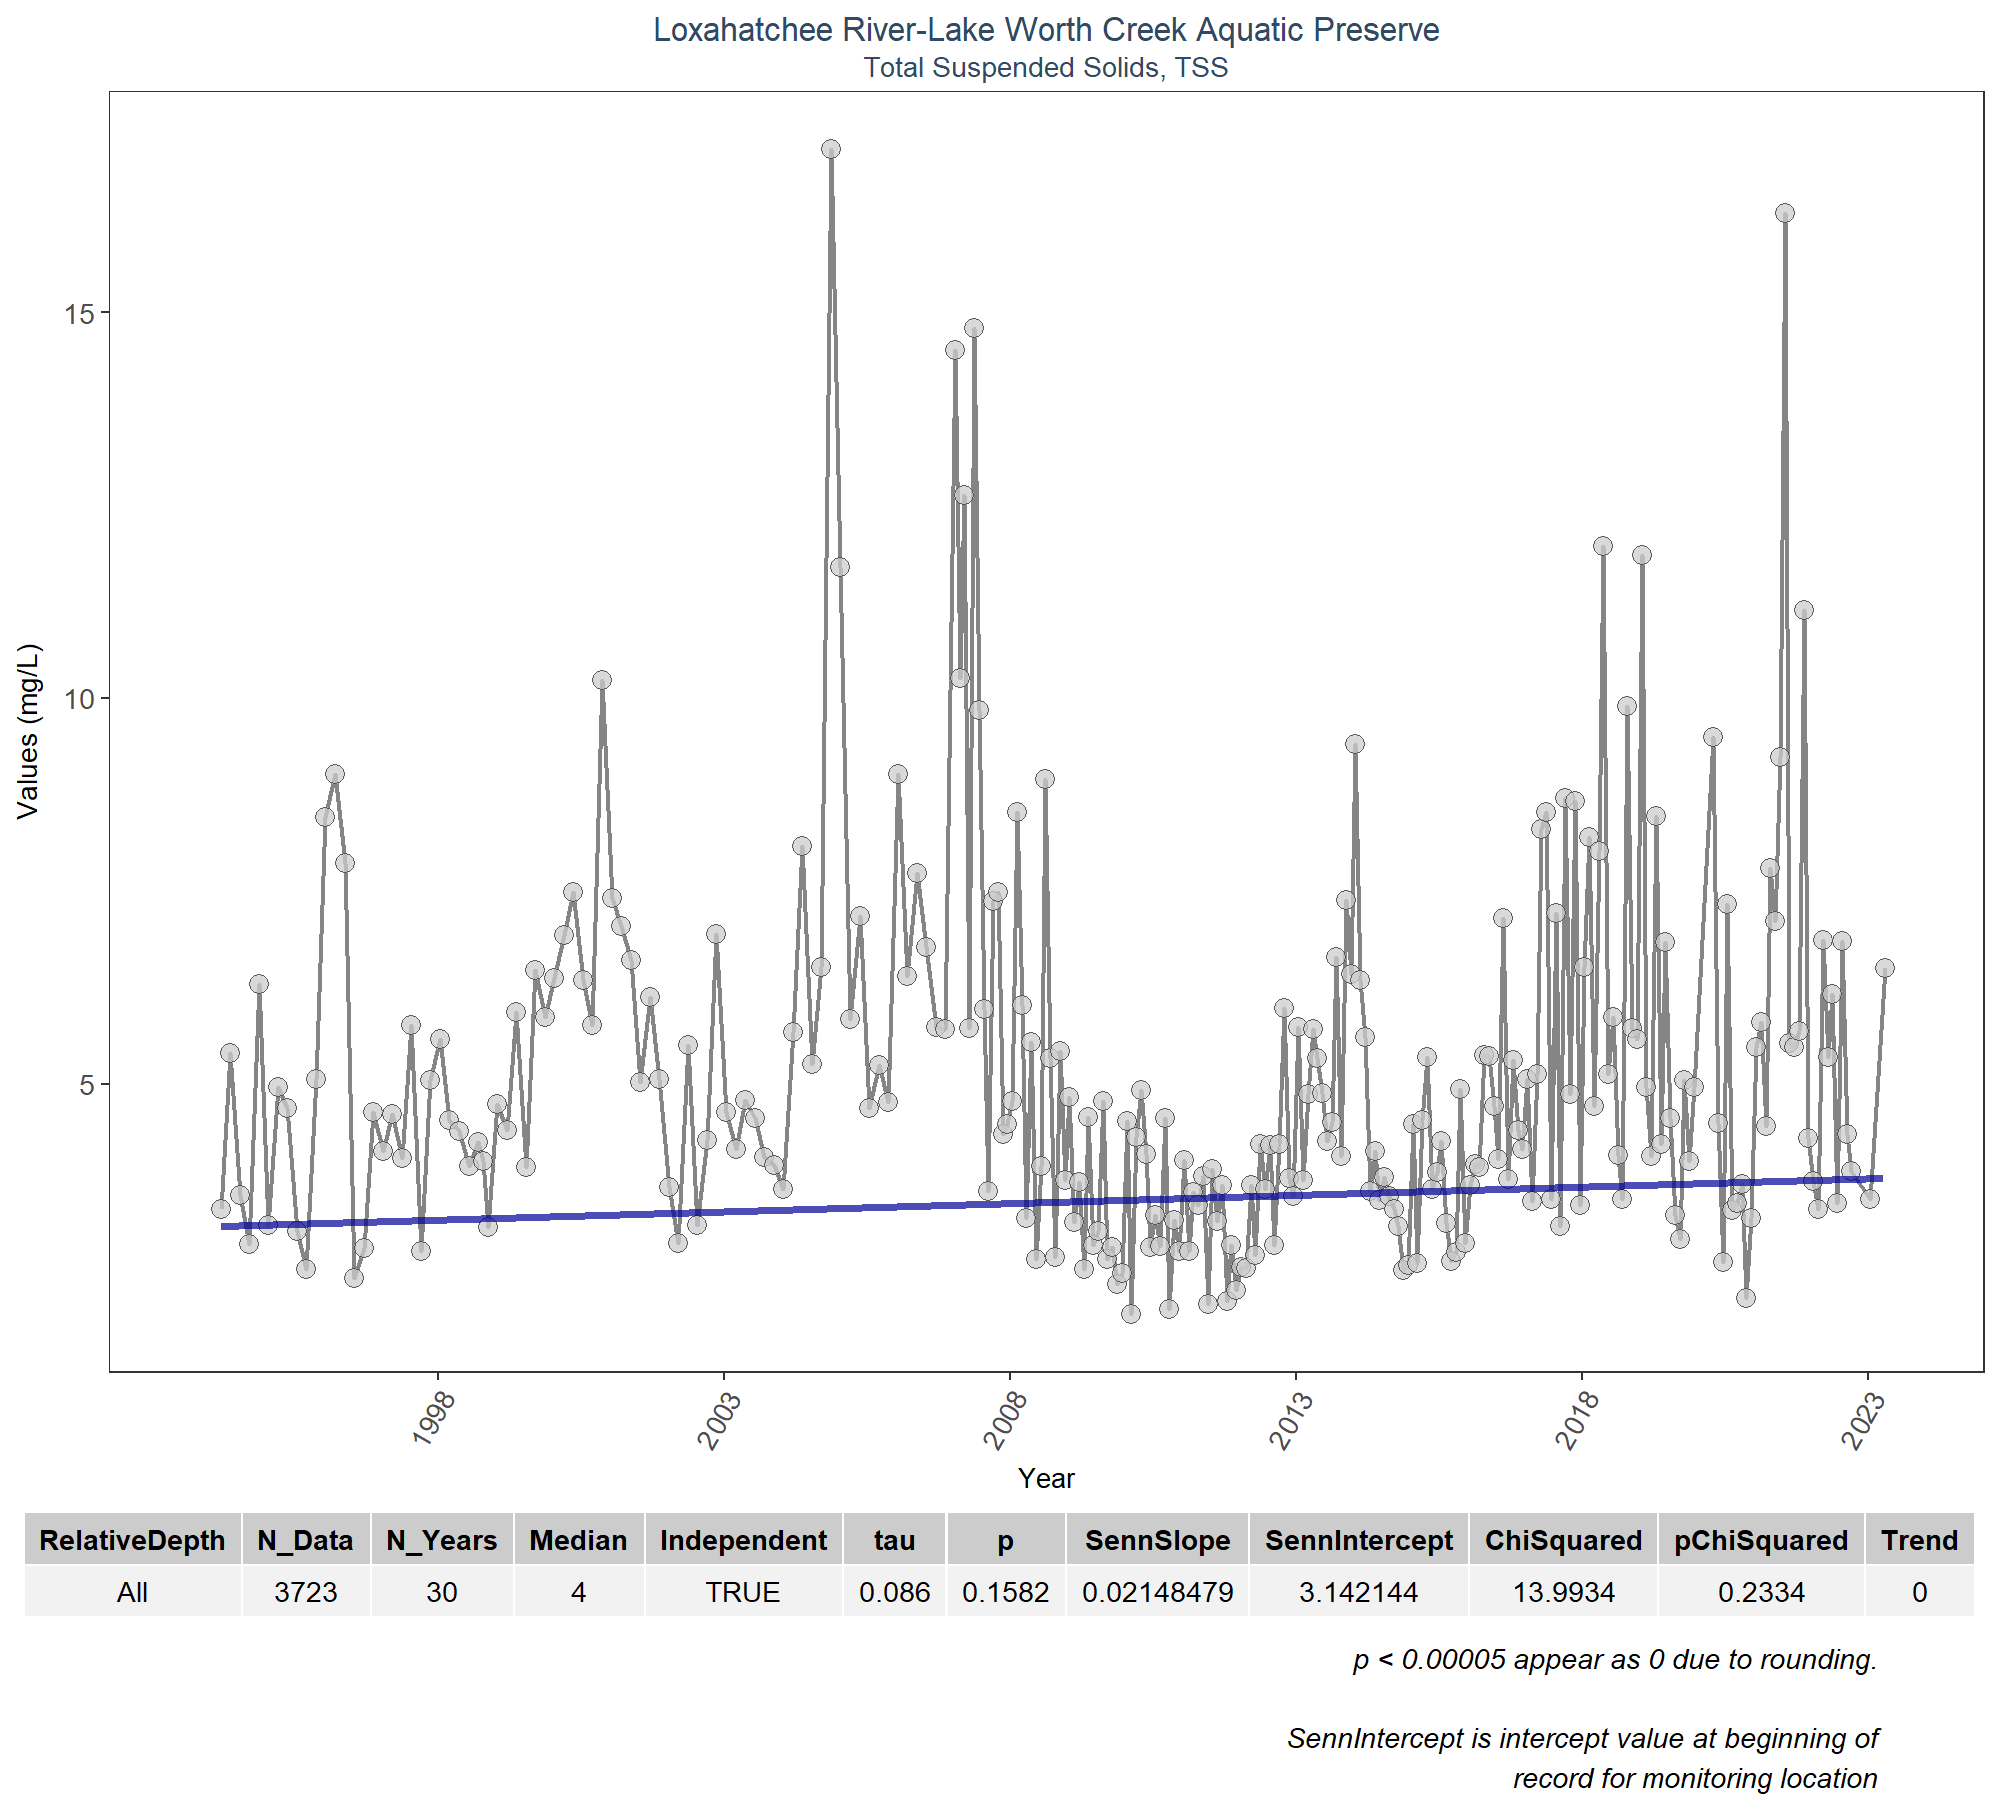 Loxahatchee River-Lake Worth Creek Aquatic Preserve
Total Suspended Solids, TSS
Values (mg/L)
15
10
5
1998 2003 2008 2013 2018 2023
Year
RelativeDepth N_Data N_Years Median Independent tau p SennSlope SennIntercept ChiSquared pChiSquared Trend
All 3723 30 4 TRUE 0.086 0.1582 0.02148479 3.142144 13.9934 0.2334 0
p < 0.00005 appear as 0 due to rounding.
SennIntercept is intercept value at beginning of
record for monitoring location